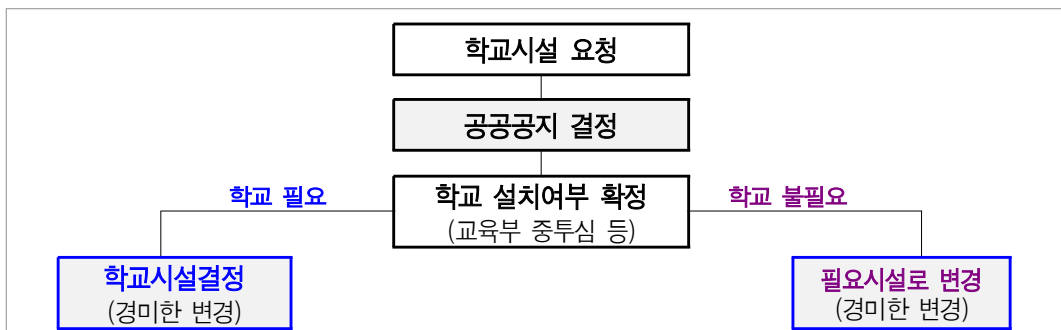 학교시설 요청
공공공지 결정
학교 필요
학교 설치여부 확정
(교육부 중투심 등)
학교 불필요
학교시설결정
(경미한 변경)
필요시설로 변경
(경미한 변경)